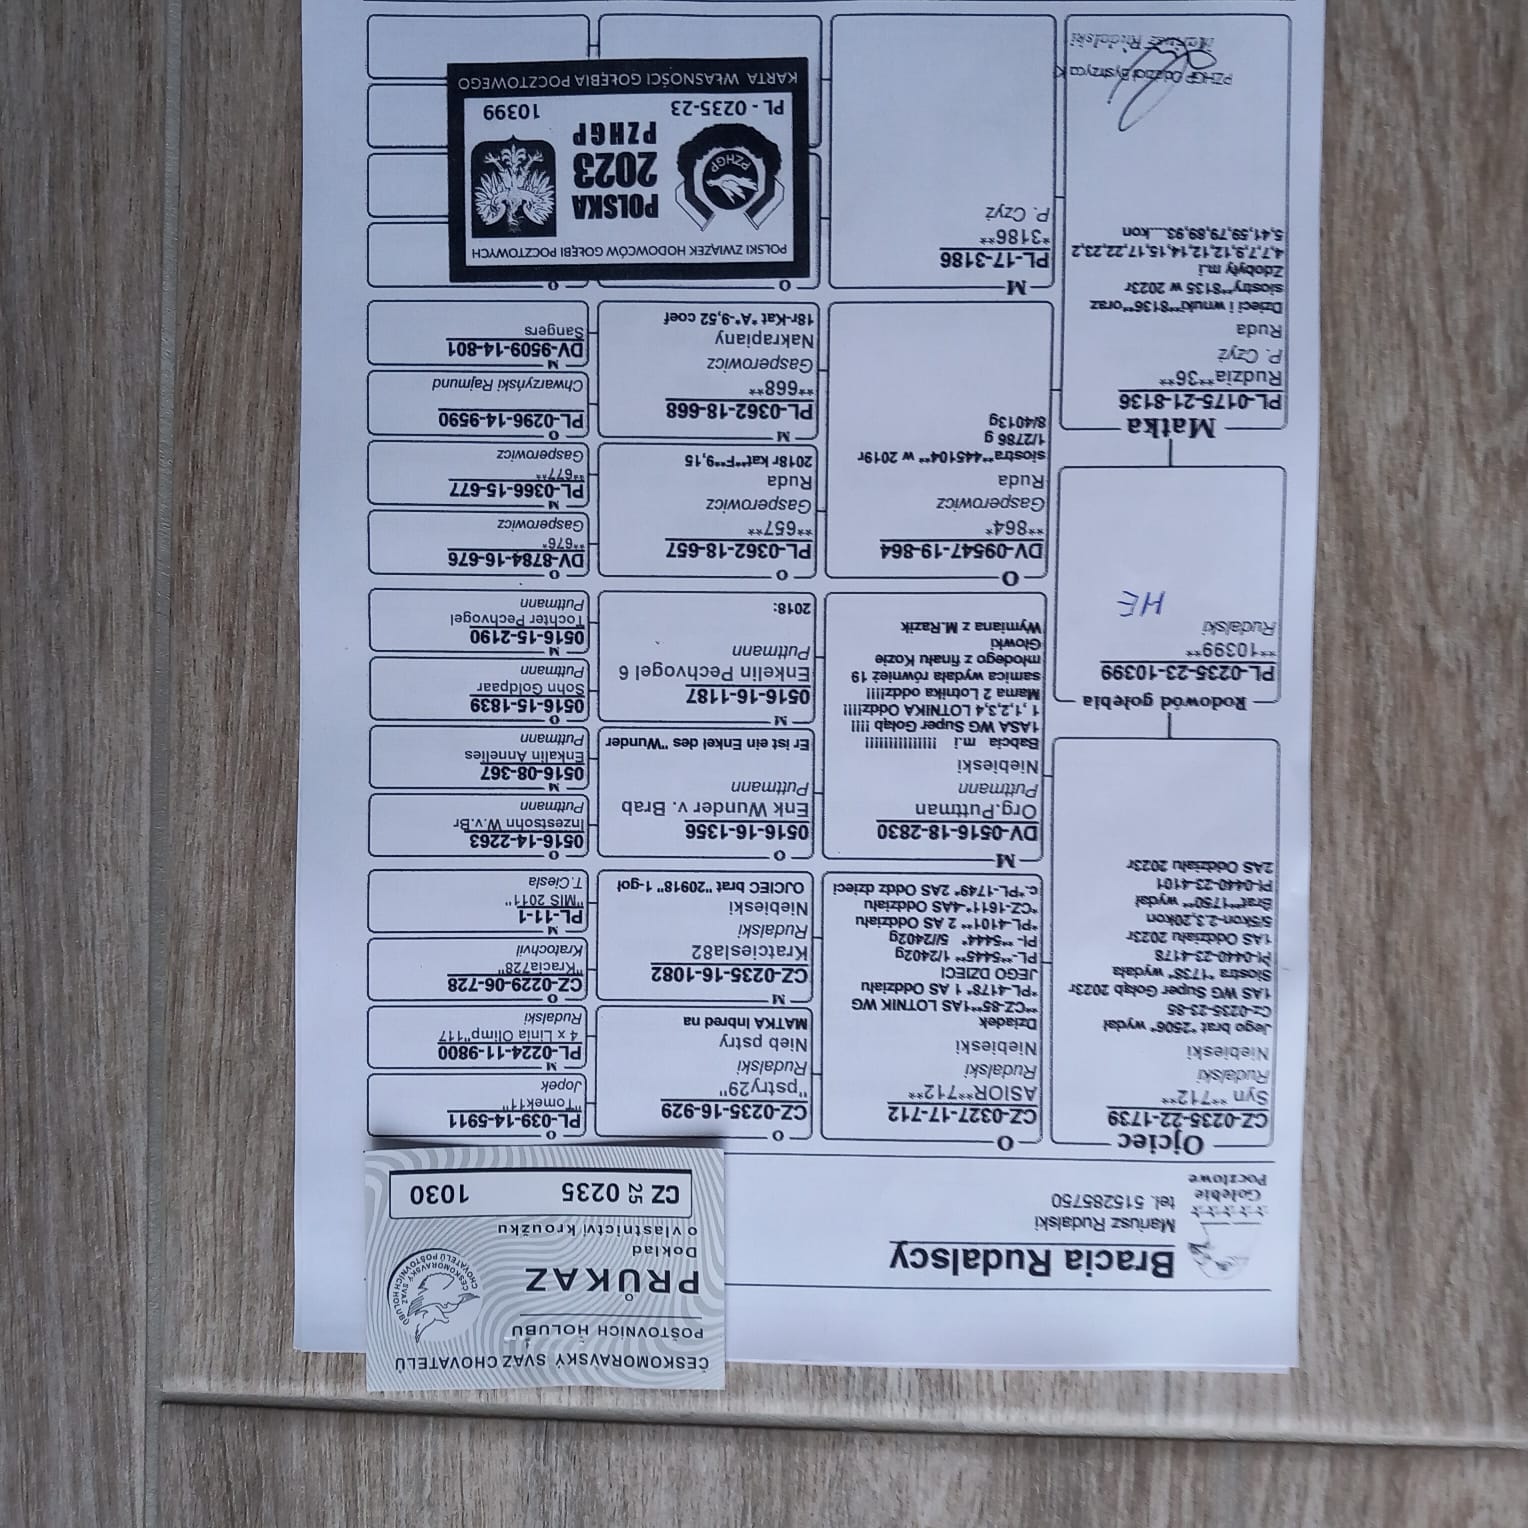 ČESKOMORAVSKÝ SVAZ CHOVATELŮ
POŠTOVNÍCH HOLUBŮ
PRŮKAZ
Doklad
o vlastnictví kroužku
CZ 25 0235 1030
ČESKOMORAVSKÝ SVAZ CHOVATELŮ POŠTOVNÍCH HOLUBŮ
Bracia Rudalscy
Mariusz Rudalski
tel. 515285750
Gołębie
Pocztowe
Ojciec
CZ-0235-22-1739
Syn **712**
Rudalski
Niebieski
Jego brat "2506" wydał
Cz-0235-23-85
1AS WG Super Gołąb 2023r
Siostra "1738" wydała
Pl-0440-23-4178
1AS Oddziału 2023r
5/5kon-2.3,20kon
Brat**1750** wydał
Pl-0440-23-4101
2AS Oddziału 2023r
Rodowód gołębia
PL-0235-23-10399
**10399**
Rudalski
HE
Matka
PL-0175-21-8136
Rudzia**36**
P. Czyż
Ruda
Dzieci i wnuki**8136**oraz
siostry**8135 w 2023r
Zdobyły m.i
4,7,7,9,12,12,14,15,17,22,23,2
5,41,59,79,89,93....kon
PZHGP Oddział Bystrzyca K
Mariusz Rudalski
O
CZ-0327-17-712
ASIOR**712**
Rudalski
Niebieski
Dziadek
**CZ-85**1AS LOTNIK WG
*PL-4178* 1 AS Oddziału
JEGO DZIECI
PL-**5445** 1/2402g
Pl- **5444* 5/2402g
*PL-4101** 2 AS Oddziału
*CZ-1611*-4AS Oddziału
c.*PL-1749* 2AS Oddz dzieci
M
DV-0516-18-2830
Org.Puttman
Puttmann
Niebieski
Babcia m.i !!!!!!!!!!!!!!!!
1ASA WG Super Gołąb !!!!
1 ,1,2,3,4 LOTNIKA Oddz!!!!
Mama 2 Lotnika oddz!!!!
samica wydała również 19
młodego z finału Kozie
Głowki
Wymiana z M.Razik
O
DV-09547-19-864
**864*
Gasperowicz
Ruda
siostra**445104** w 2019r
1/2786 g
8/4013g
M
PL-17-3186
*3186**
P. Czyż
O
CZ-0235-16-929
"pstry29"
Rudalski
Nieb pstry
MATKA Inbred na
M
CZ-0235-16-1082
Kratciesla82
Rudalski
Niebieski
OJCIEC brat "20918" 1-goł
O
0516-16-1356
Enk Wunder v. Brab
Puttmann
Er ist ein Enkel des "Wunder
M
0516-16-1187
Enkelin Pechvogel 6
Puttmann
2018:
O
PL-0362-18-657
**657**
Gasperowicz
Ruda
2018r kat**F**9,15
M
PL-0362-18-668
**668**
Gasperowicz
Nakrapiany
18r-Kat *A*-9,52 coef
O
O
PL-039-14-5911
"Tomek11"
Jopek
M
PL-0224-11-9800
4 x Linia Olimp"117
Rudalski
O
CZ-0229-06-728
"Kracia728"
Kratochvil
M
PL-11-1
"MIS 2011"
T.Ciesla
O
0516-14-2263
Inzestsohn W.v.Br
Puttmann
M
0516-08-367
Enkalin Annelies
Puttmann
O
0516-15-1839
Sohn Goldpaar
Puttmann
M
0516-15-2190
Tochter Pechvogel
Puttmann
O
DV-8784-16-676
**676*
Gasperowicz
M
PL-0366-15-677
**677**
Gasperowicz
O
PL-0296-14-9590
Chwarzyński Rajmund
M
DV-9509-14-801
Sangers
O
POLSKI ZWIĄZEK HODOWCÓW GOŁĘBI POCZTOWYCH
PZHGP
POLSKA
2023
PZHGP
PL - 0235-23 10399
KARTA WŁASNOŚCI GOŁĘBIA POCZTOWEGO